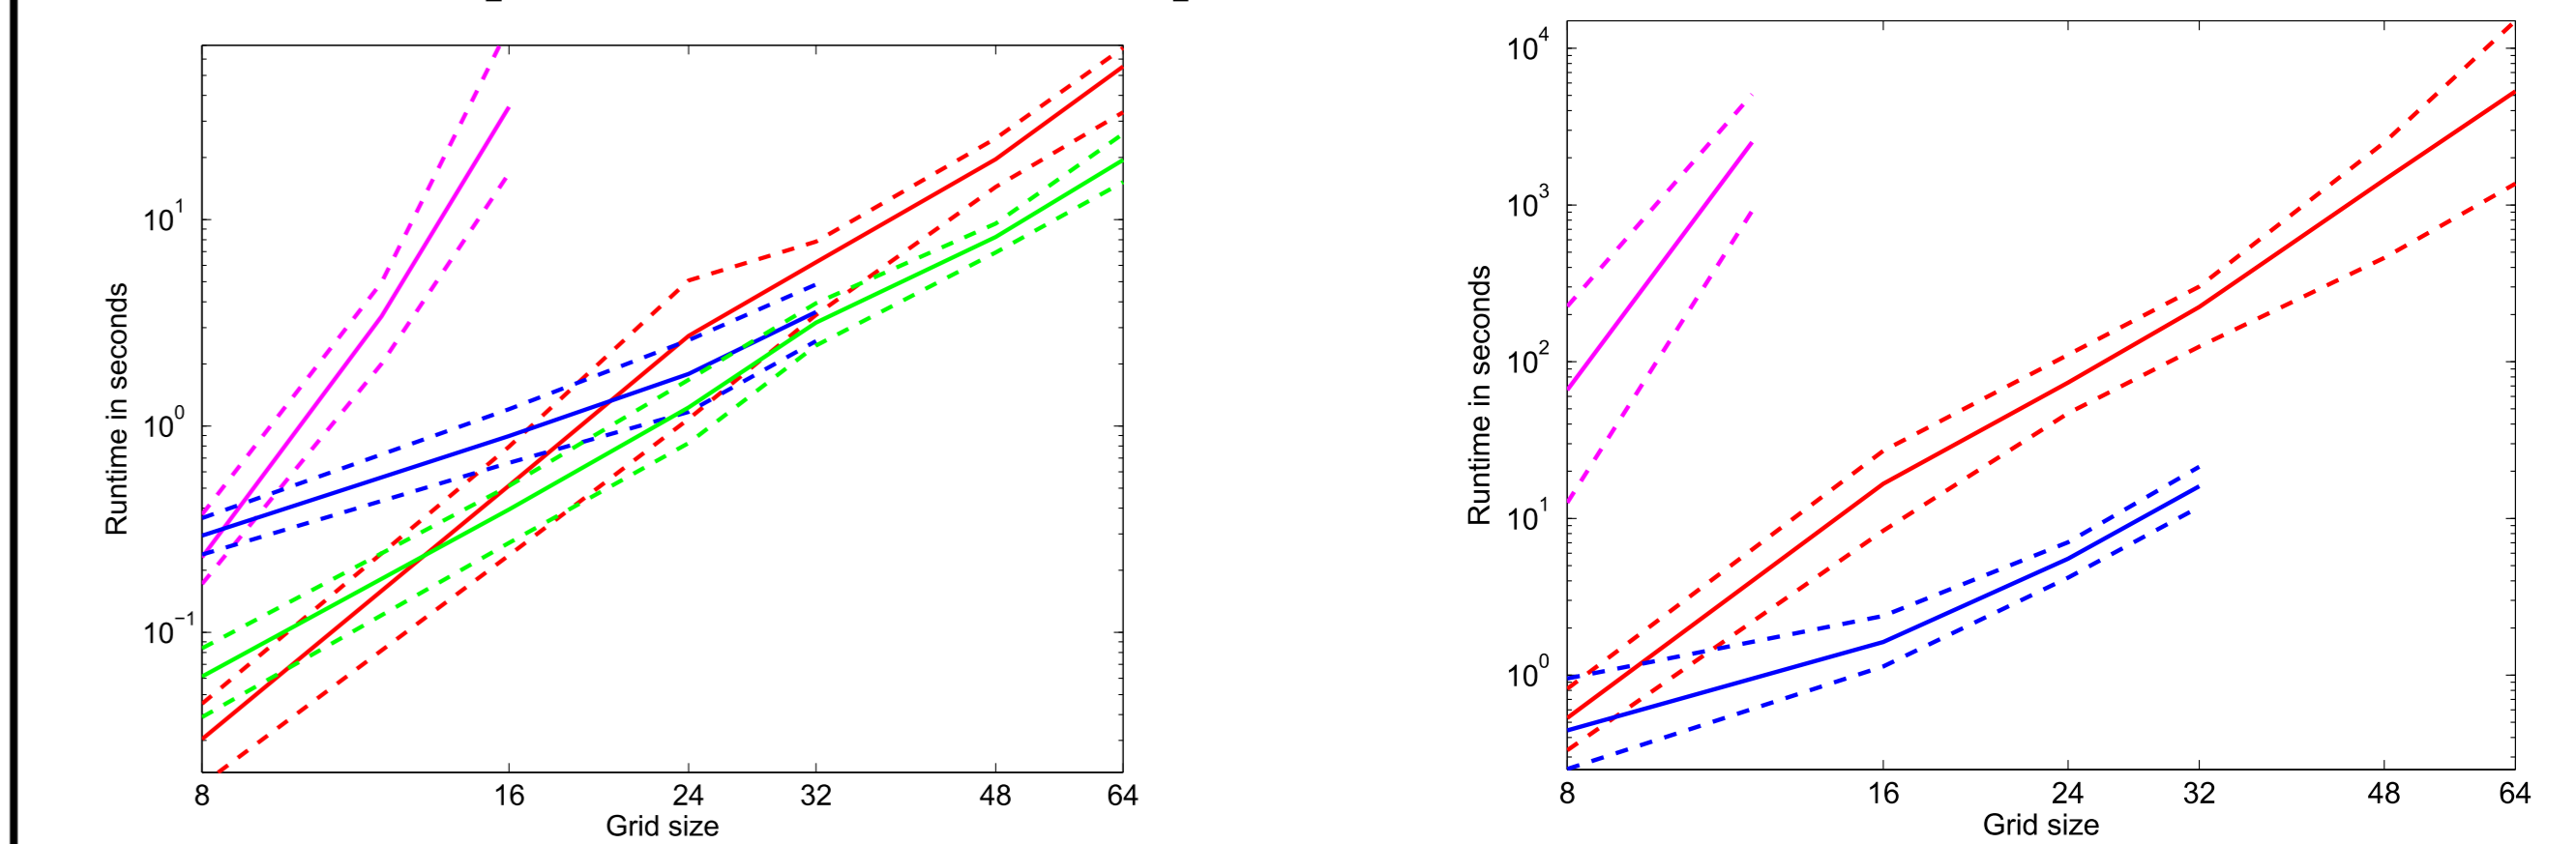 10^1
10^0
10^-1
Runtime in seconds
8 16 24 32 48 64
Grid size
10^4
10^3
10^2
10^1
10^0
Runtime in seconds
8 16 24 32 48 64
Grid size